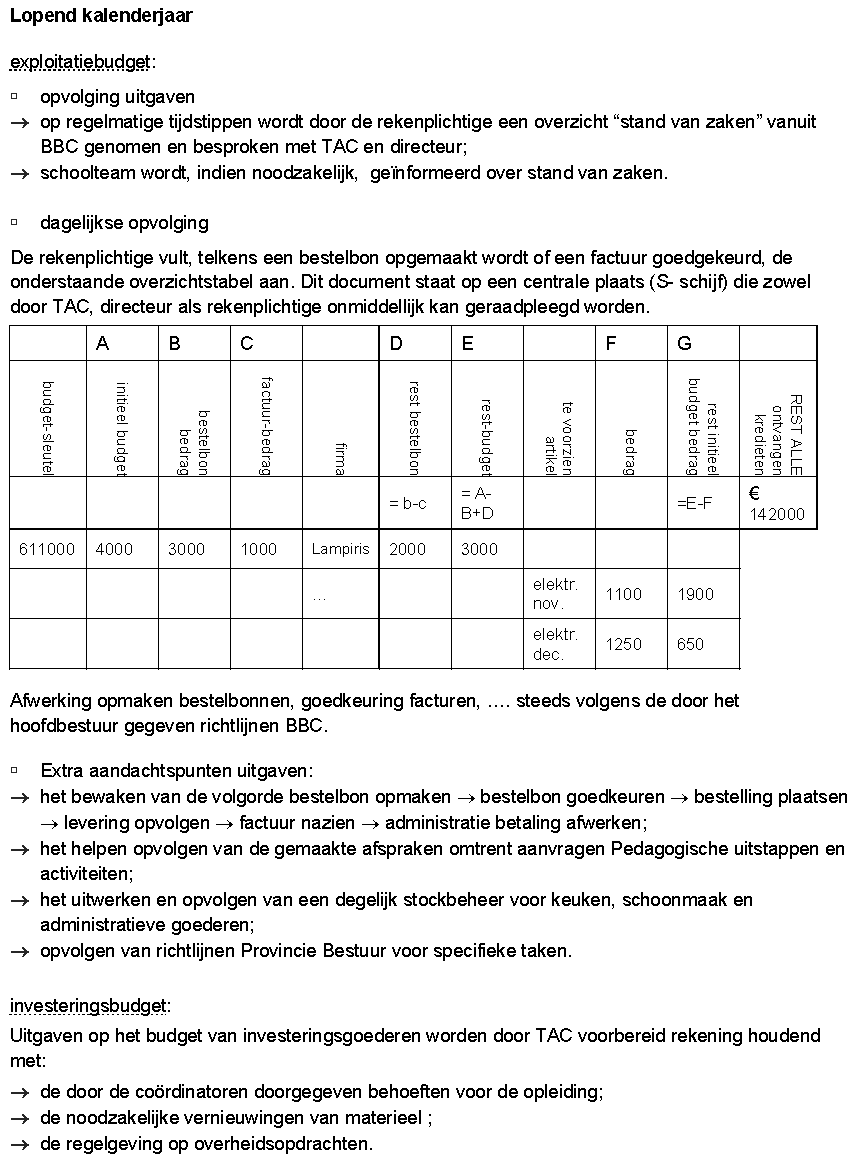 Lopend kalenderjaar
exploitatiebudget:
▫ opvolging uitgaven
→ op regelmatige tijdstippen wordt door de rekenplichtige een overzicht “stand van zaken” vanuit
BBC genomen en besproken met TAC en directeur;
→ schoolteam wordt, indien noodzakelijk, geïnformeerd over stand van zaken.
▫ dagelijkse opvolging
De rekenplichtige vult, telkens een bestelbon opgemaakt wordt of een factuur goedgekeurd, de
onderstaande overzichtstabel aan. Dit document staat op een centrale plaats (S- schijf) die zowel
door TAC, directeur als rekenplichtige onmiddellijk kan geraadpleegd worden.
A B C D E F G
budget-sleutel
initieel budget
bestelbon
bedrag
factuur-bedrag
firma
rest bestelbon
rest-budget
te voorzien
artikel
bedrag
rest initieel
budget bedrag
REST ALLE
ontvangen
kredieten
= b-c
= A-
B+D
=E-F
€
142000
611000 4000 3000 1000 Lampiris 2000 3000
... elektr.
nov. 1100 1900
elektr.
dec. 1250 650
Afwerking opmaken bestelbonnen, goedkeuring facturen, …. steeds volgens de door het
hoofdbestuur gegeven richtlijnen BBC.
▫ Extra aandachtspunten uitgaven:
→ het bewaken van de volgorde bestelbon opmaken → bestelbon goedkeuren → bestelling plaatsen
→ levering opvolgen → factuur nazien → administratie betaling afwerken;
→ het helpen opvolgen van de gemaakte afspraken omtrent aanvragen Pedagogische uitstappen en
activiteiten;
→ het uitwerken en opvolgen van een degelijk stockbeheer voor keuken, schoonmaak en
administratieve goederen;
→ opvolgen van richtlijnen Provincie Bestuur voor specifieke taken.
investeringsbudget:
Uitgaven op het budget van investeringsgoederen worden door TAC voorbereid rekening houdend
met:
→ de door de coördinatoren doorgegeven behoeften voor de opleiding;
→ de noodzakelijke vernieuwingen van materieel ;
→ de regelgeving op overheidsopdrachten.